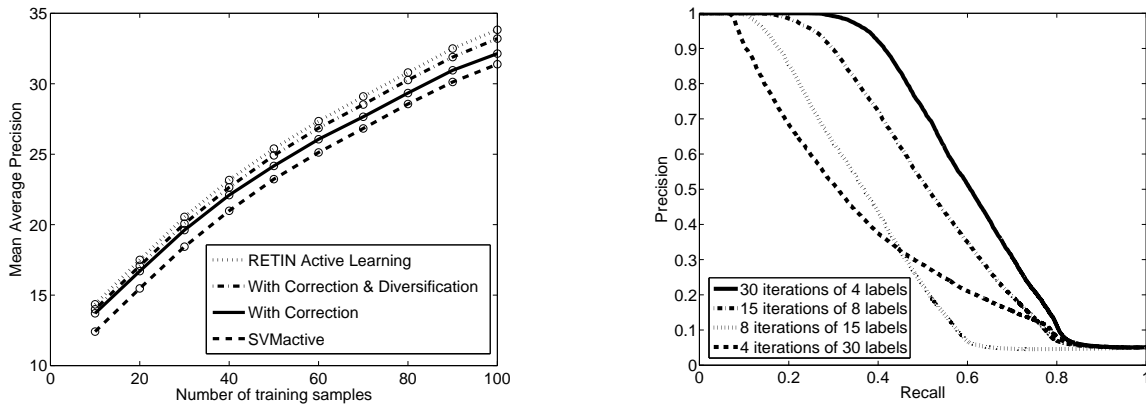 35
30
25
20
15
10
Mean Average Precision
RETIN Active Learning
With Correction & Diversification
With Correction
SVMactive
0 20 40 60 80 100
Number of training samples
1
0.9
0.8
0.7
0.6
0.5
0.4
0.3
0.2
0.1
0
Precision
30 iterations of 4 labels
15 iterations of 8 labels
8 iterations of 15 labels
4 iterations of 30 labels
0 0.2 0.4 0.6 0.8 1
Recall